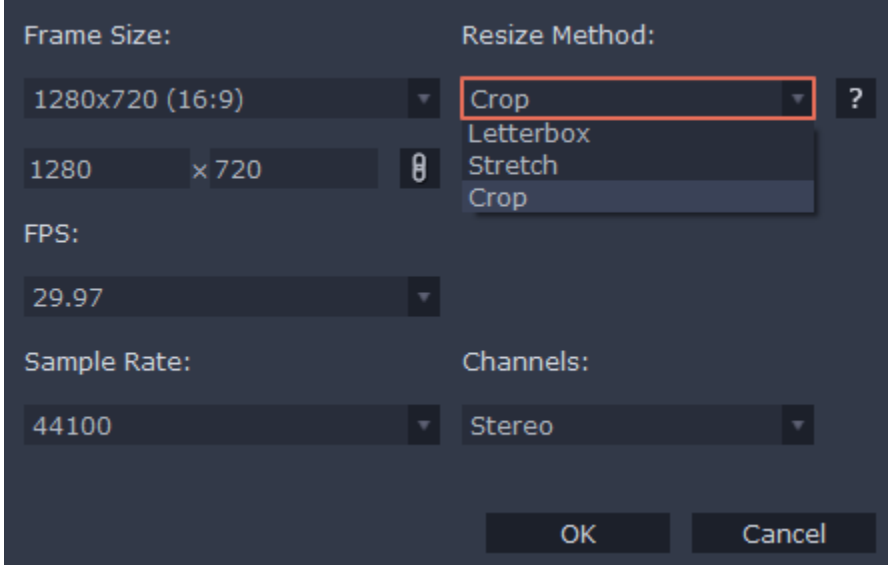 Frame Size:
Resize Method:
1280x720 (16:9)
Crop
?
Letterbox
Stretch
Crop
1280 × 720
FPS:
29.97
Sample Rate:
Channels:
44100
Stereo
OK
Cancel